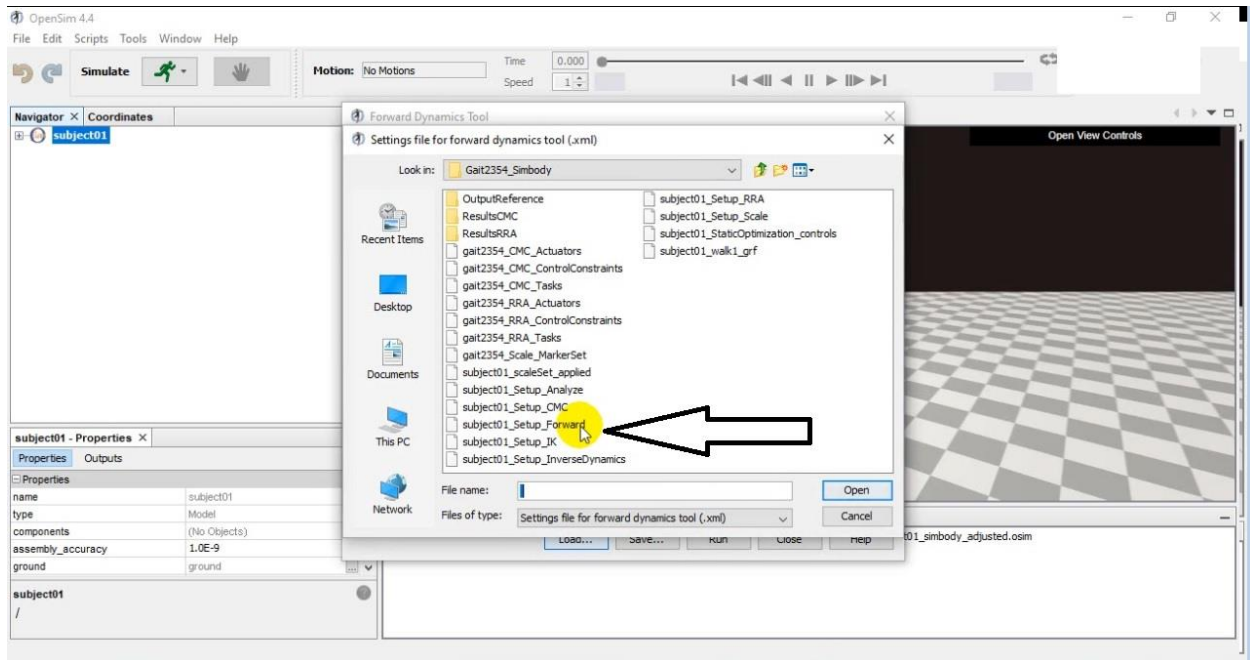 OpenSim 4.4
File Edit Scripts Tools Window Help
Simulate
Motion: No Motions
Time 0.000
Speed 1
Navigator × Coordinates
subject01
Forward Dynamics Tool
Settings file for forward dynamics tool (.xml)
Look in: Gait2354_Simbody
Recent Items
Desktop
Documents
This PC
Network
OutputReference
ResultsCMC
ResultsRRA
gait2354_CMC_Actuators
gait2354_CMC_ControlConstraints
gait2354_CMC_Tasks
gait2354_RRA_Actuators
gait2354_RRA_ControlConstraints
gait2354_RRA_Tasks
gait2354_Scale_MarkerSet
subject01_scaleSet_applied
subject01_Setup_Analyze
subject01_Setup_CMC
subject01_Setup_Forward
subject01_Setup_IK
subject01_Setup_InverseDynamics
subject01_Setup_RRA
subject01_Setup_Scale
subject01_StaticOptimization_controls
subject01_walk1_grf
File name: Open
Files of type: Settings file for forward dynamics tool (.xml) Cancel
Load... Save... Run Close Help
Open View Controls
01_simbody_adjusted.osim
subject01 - Properties ×
Properties Outputs
Properties
name subject01
type Model
components (No Objects)
assembly_accuracy 1.0E-9
ground ground ...
subject01
/